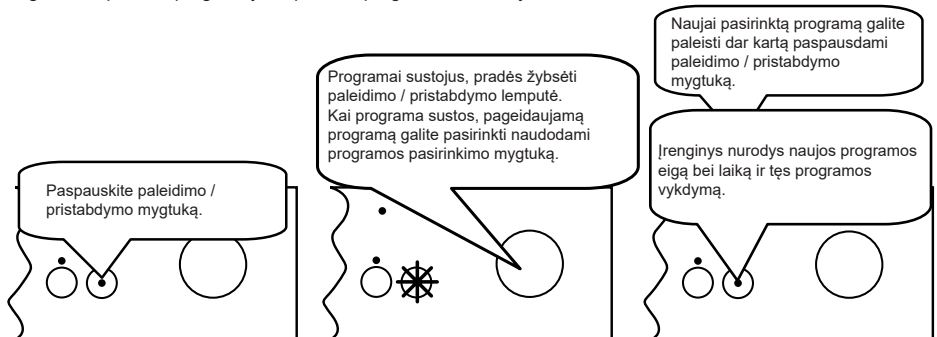 Paspauskite paleidimo /
pristabdymo mygtuką.
Programai sustojus, pradės žybsėti
paleidimo / pristabdymo lemputė.
Kai programa sustos, pageidaujamą
programą galite pasirinkti naudodami
programos pasirinkimo mygtuką.
Naujai pasirinktą programą galite
paleisti dar kartą paspausdami
paleidimo / pristabdymo
mygtuką.
Įrenginys nurodys naujos programos
eigą bei laiką ir tęs programos
vykdymą.